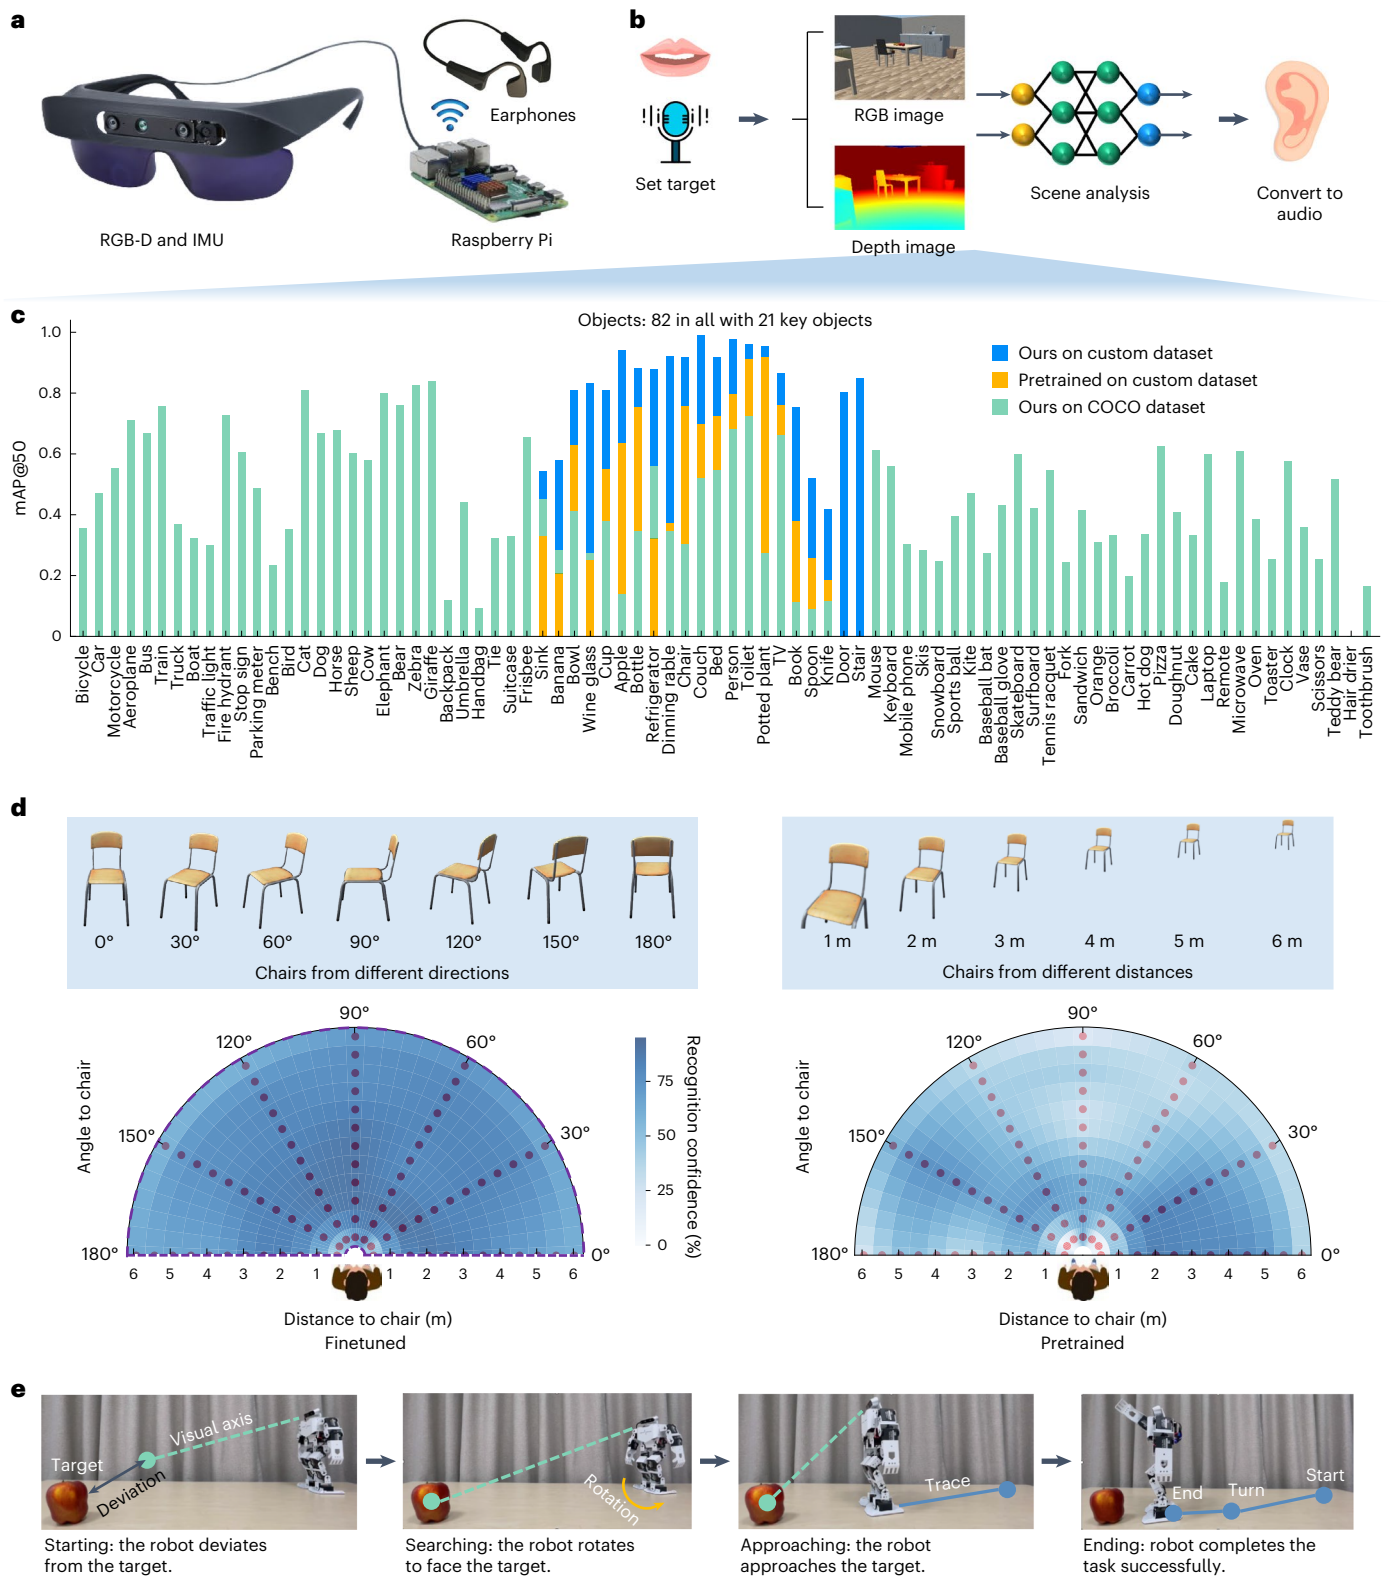 a
Earphones
RGB-D and IMU
Raspberry Pi
b
Set target
RGB image
Depth image
Scene analysis
Convert to
audio
c
Objects: 82 in all with 21 key objects
Ours on custom dataset
Pretrained on custom dataset
Ours on COCO dataset
mAP@50
1.0
0.8
0.6
0.4
0.2
0
Bicycle
Car
Motorcycle
Aeroplane
Bus
Train
Truck
Boat
Traffic light
Fire hydrant
Stop sign
Parking meter
Bench
Bird
Cat
Dog
Horse
Sheep
Cow
Elephant
Bear
Zebra
Giraffe
Backpack
Umbrella
Handbag
Tie
Suitcase
Frisbee
Sink
Banana
Bowl
Wine glass
Cup
Apple
Bottle
Refrigerator
Dinning rable
Chair
Couch
Bed
Person
Toilet
Potted plant
TV
Book
Spoon
Knife
Door
Stair
Mouse
Keyboard
Mobile phone
Skis
Snowboard
Sports ball
Kite
Baseball bat
Baseball glove
Skateboard
Surfboard
Tennis racquet
Fork
Sandwich
Orange
Broccoli
Carrot
Hot dog
Pizza
Doughnut
Cake
Laptop
Remote
Microwave
Oven
Toaster
Clock
Vase
Scissors
Teddy bear
Hair drier
Toothbrush
d
0° 30° 60° 90° 120° 150° 180°
Chairs from different directions
1 m 2 m 3 m 4 m 5 m 6 m
Chairs from different distances
Angle to chair
90°
120° 60°
150° 30°
180° 0°
6 5 4 3 2 1 1 2 3 4 5 6
Distance to chair (m)
Finetuned
75
50
25
0
Recognition confidence (%)
Angle to chair
90°
120° 60°
150° 30°
180° 0°
6 5 4 3 2 1 1 2 3 4 5 6
Distance to chair (m)
Pretrained
e
Target
Visual axis
Deviation
Starting: the robot deviates
from the target.
Rotation
Searching: the robot rotates
to face the target.
Trace
Approaching: the robot
approaches the target.
End
Turn
Start
Ending: robot completes the
task successfully.